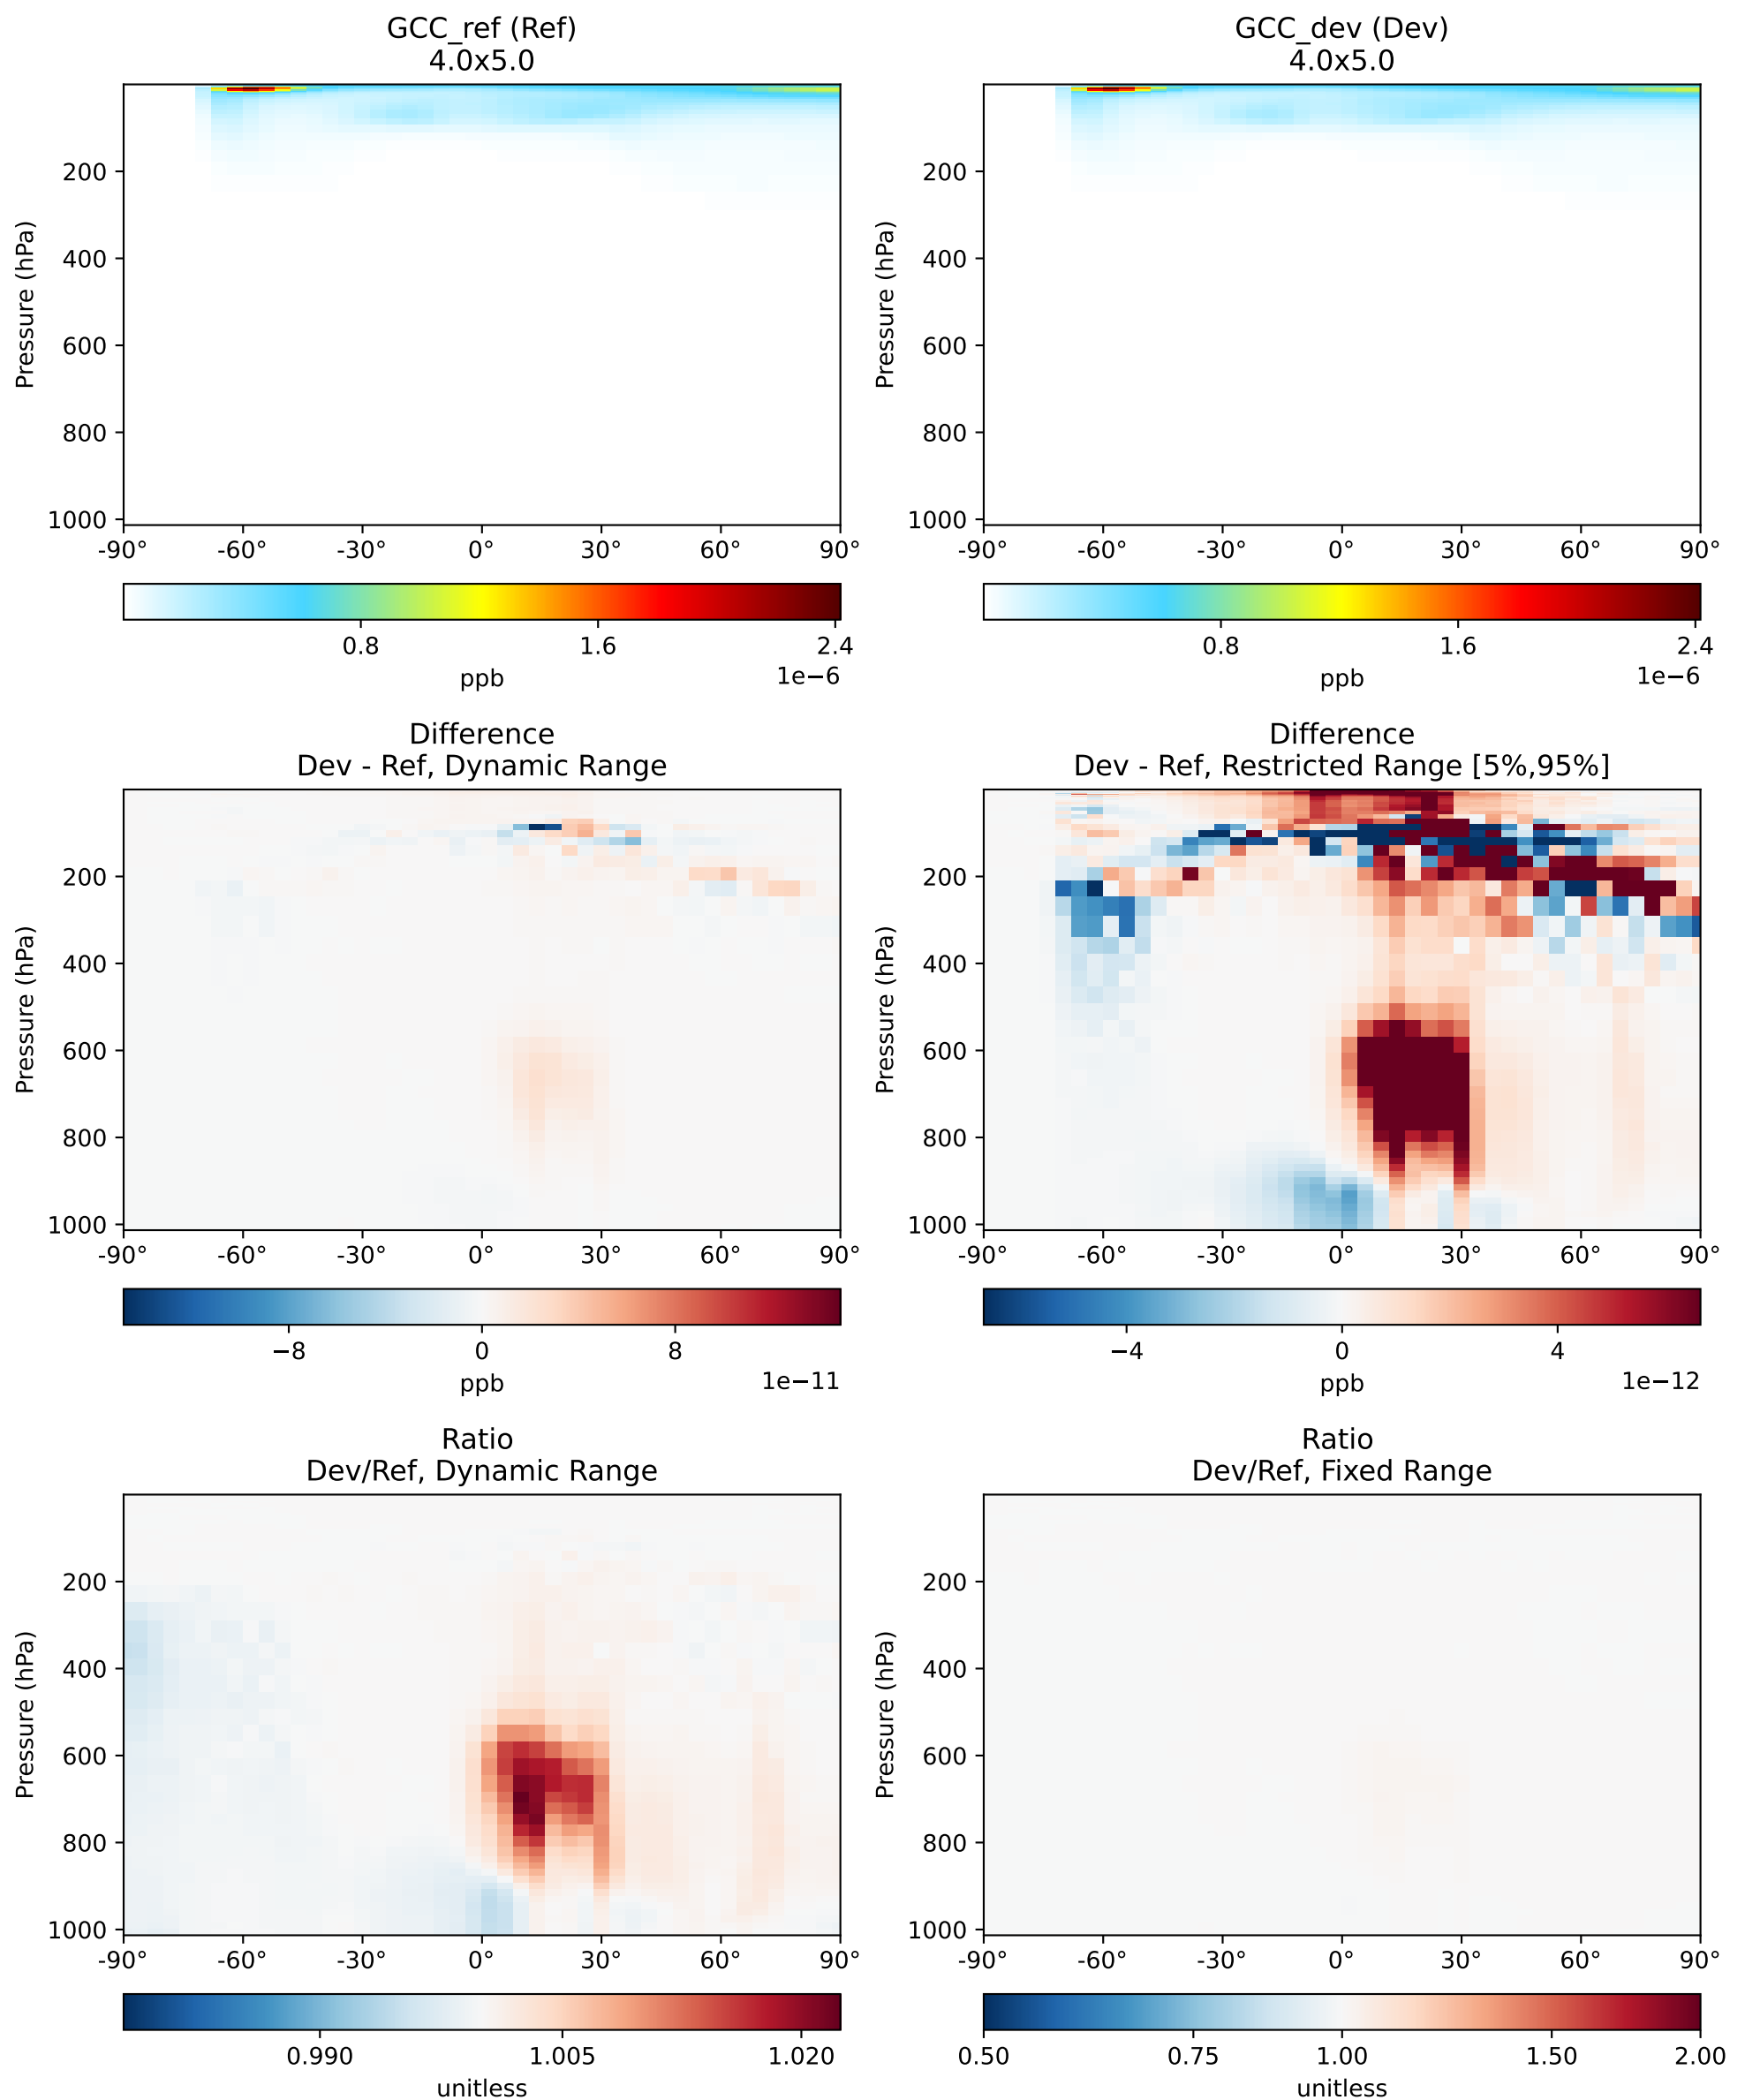 GCC_ref (Ref)
4.0x5.0
GCC_dev (Dev)
4.0x5.0
Pressure (hPa)
200
400
600
800
1000
-90° -60° -30° 0° 30° 60° 90°
0.8 1.6 2.4
ppb
1e−6
Pressure (hPa)
200
400
600
800
1000
-90° -60° -30° 0° 30° 60° 90°
0.8 1.6 2.4
ppb
1e−6
Difference
Dev - Ref, Dynamic Range
Difference
Dev - Ref, Restricted Range [5%,95%]
Pressure (hPa)
200
400
600
800
1000
-90° -60° -30° 0° 30° 60° 90°
−8 0 8
ppb
1e−11
Pressure (hPa)
200
400
600
800
1000
-90° -60° -30° 0° 30° 60° 90°
−4 0 4
ppb
1e−12
Ratio
Dev/Ref, Dynamic Range
Ratio
Dev/Ref, Fixed Range
Pressure (hPa)
200
400
600
800
1000
-90° -60° -30° 0° 30° 60° 90°
0.990 1.005 1.020
unitless
Pressure (hPa)
200
400
600
800
1000
-90° -60° -30° 0° 30° 60° 90°
0.50 0.75 1.00 1.50 2.00
unitless